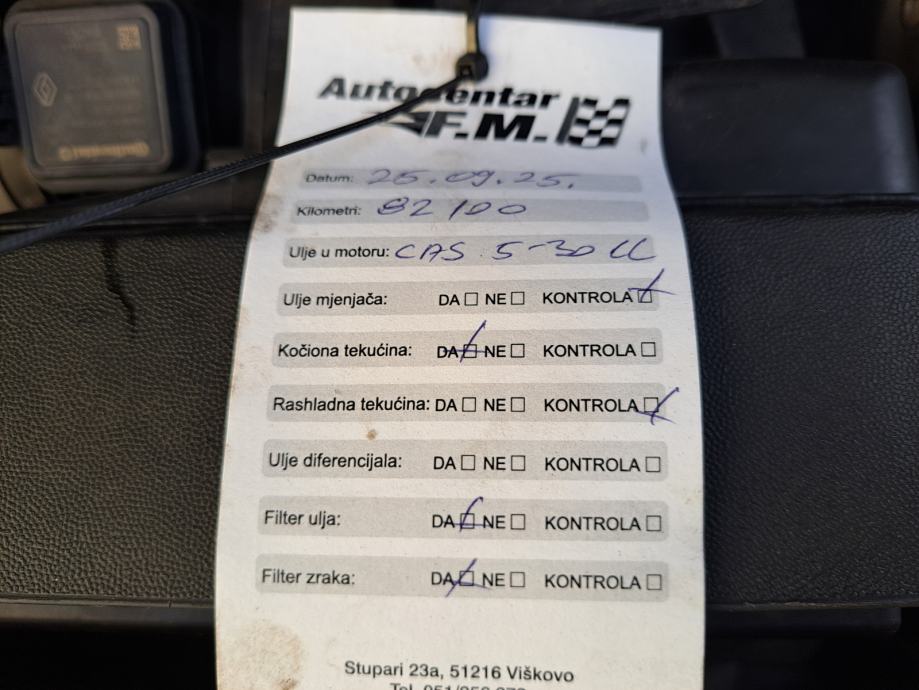 Autocentar
F.M.
Datum: 25.09.25.
Kilometri: 82100
Ulje u motoru: CAS 5-30 LL
Ulje mjenjača: DA ☐ NE ☐ KONTROLA ☑
Kočiona tekućina: DA ☑ NE ☐ KONTROLA ☐
Rashladna tekućina: DA ☐ NE ☐ KONTROLA ☑
Ulje diferencijala: DA ☐ NE ☐ KONTROLA ☐
Filter ulja: DA ☑ NE ☐ KONTROLA ☐
Filter zraka: DA ☑ NE ☐ KONTROLA ☐
Stupari 23a, 51216 Viškovo